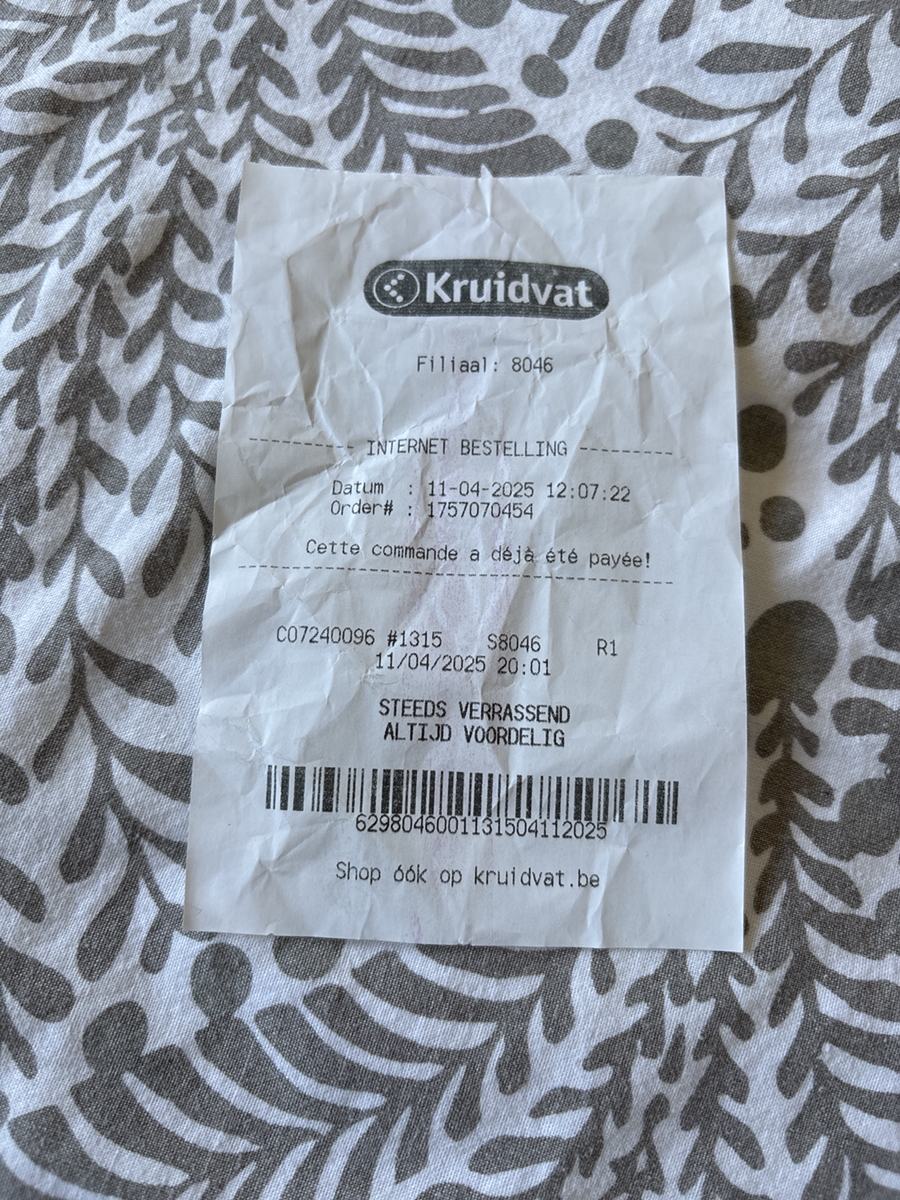 Kruidvat
Filiaal: 8046
---------- INTERNET BESTELLING ----------
Datum : 11-04-2025 12:07:22
Order# : 1757070454
Cette commande a déjà été payée!
C07240096 #1315 S8046 R1
11/04/2025 20:01
STEEDS VERRASSEND
ALTIJD VOORDELIG
6298046001131504112025
Shop óók op kruidvat.be